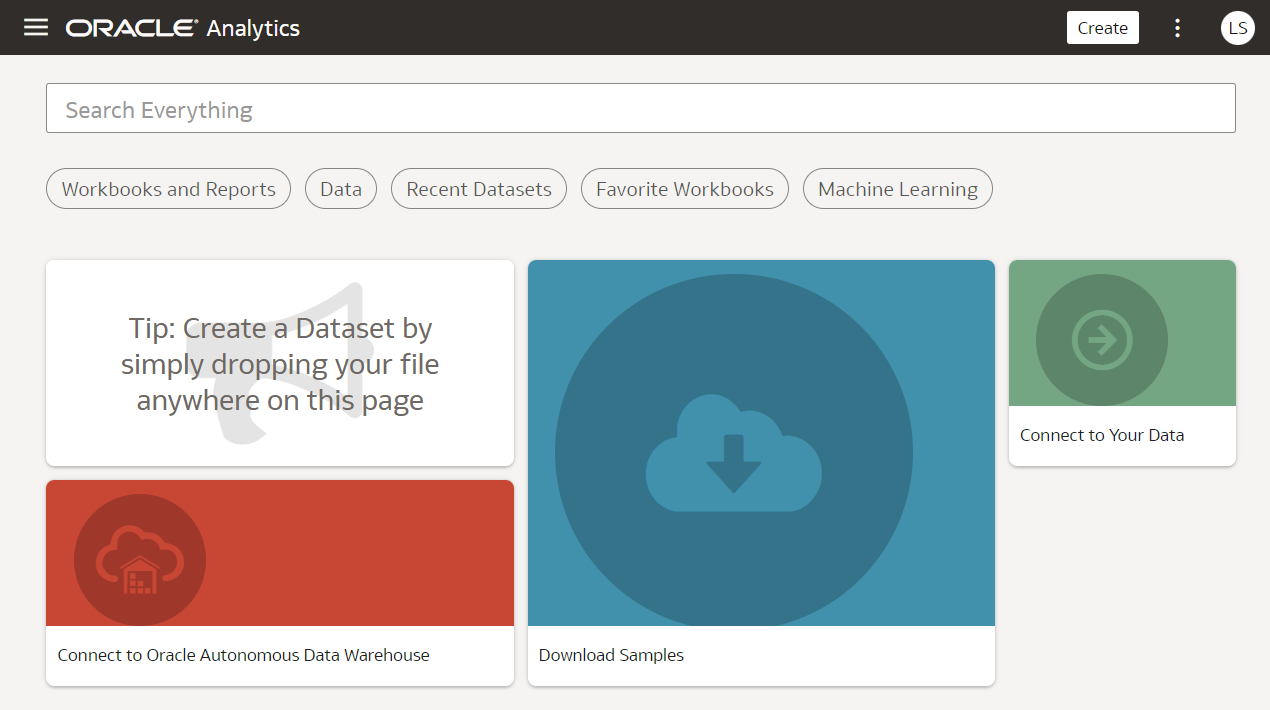 ORACLE® Analytics
Create
LS
Search Everything
Workbooks and Reports
Data
Recent Datasets
Favorite Workbooks
Machine Learning
Tip: Create a Dataset by
simply dropping your file
anywhere on this page
Connect to Your Data
Connect to Oracle Autonomous Data Warehouse
Download Samples